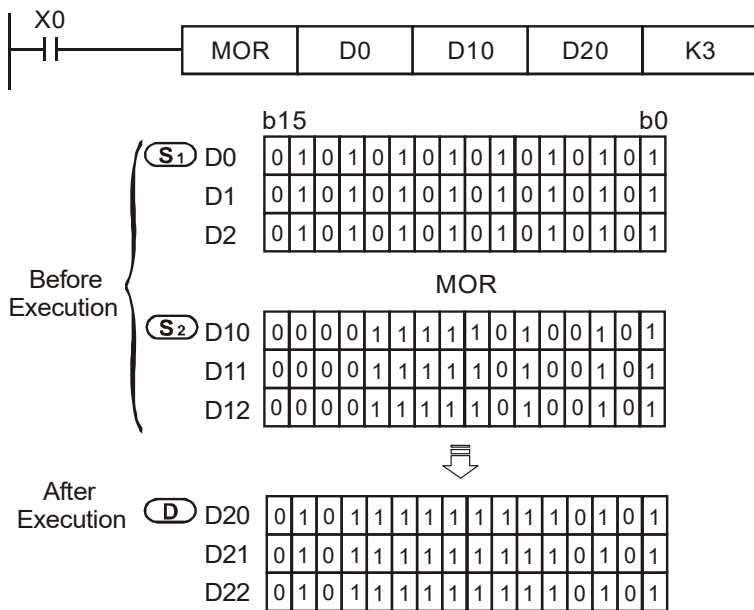 X0
MOR D0 D10 D20 K3
b15 b0
S1 D0 0 1 0 1 0 1 0 1 0 1 0 1 0 1 0 1
D1 0 1 0 1 0 1 0 1 0 1 0 1 0 1 0 1
D2 0 1 0 1 0 1 0 1 0 1 0 1 0 1 0 1
Before
Execution
MOR
S2 D10 0 0 0 0 1 1 1 1 1 0 1 0 0 1 0 1
D11 0 0 0 0 1 1 1 1 1 0 1 0 0 1 0 1
D12 0 0 0 0 1 1 1 1 1 0 1 0 0 1 0 1
After
Execution
D D20 0 1 0 1 1 1 1 1 1 1 1 1 0 1 0 1
D21 0 1 0 1 1 1 1 1 1 1 1 1 0 1 0 1
D22 0 1 0 1 1 1 1 1 1 1 1 1 0 1 0 1